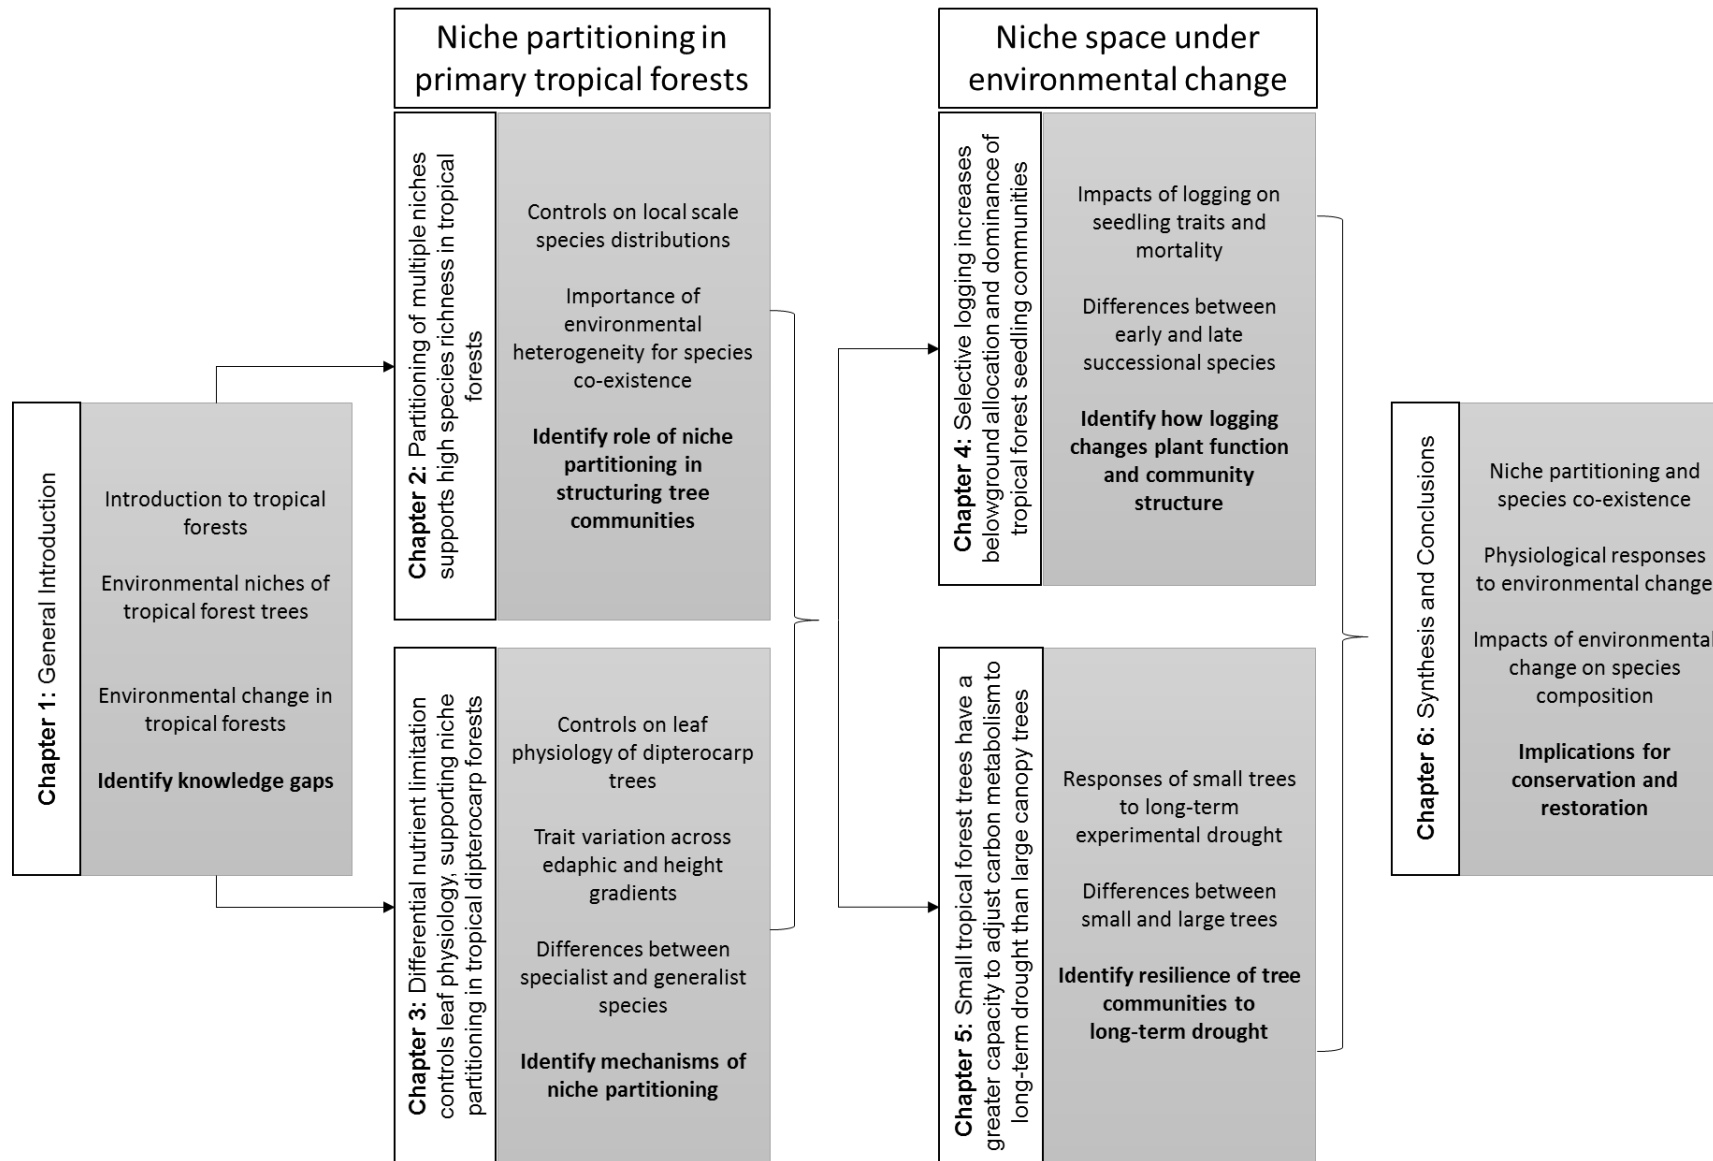 Niche partitioning in
primary tropical forests
Niche space under
environmental change
Chapter 1: General Introduction
Introduction to tropical
forests
Environmental niches of
tropical forest trees
Environmental change in
tropical forests
Identify knowledge gaps
Chapter 2: Partitioning of multiple niches
supports high species richness in tropical
forests
Controls on local scale
species distributions
Importance of
environmental
heterogeneity for species
co-existence
Identify role of niche
partitioning in
structuring tree
communities
Chapter 3: Differential nutrient limitation
controls leaf physiology, supporting niche
partitioning in tropical dipterocarp forests
Controls on leaf
physiology of dipterocarp
trees
Trait variation across
edaphic and height
gradients
Differences between
specialist and generalist
species
Identify mechanisms of
niche partitioning
Chapter 4: Selective logging increases
belowground allocation and dominance of
tropical forest seedling communities
Impacts of logging on
seedling traits and
mortality
Differences between
early and late
successional species
Identify how logging
changes plant function
and community
structure
Chapter 5: Small tropical forest trees have a
greater capacity to adjust carbon metabolism to
long-term drought than large canopy trees
Responses of small trees
to long-term
experimental drought
Differences between
small and large trees
Identify resilience of tree
communities to
long-term drought
Chapter 6: Synthesis and Conclusions
Niche partitioning and
species co-existence
Physiological responses
to environmental change
Impacts of environmental
change on species
composition
Implications for
conservation and
restoration